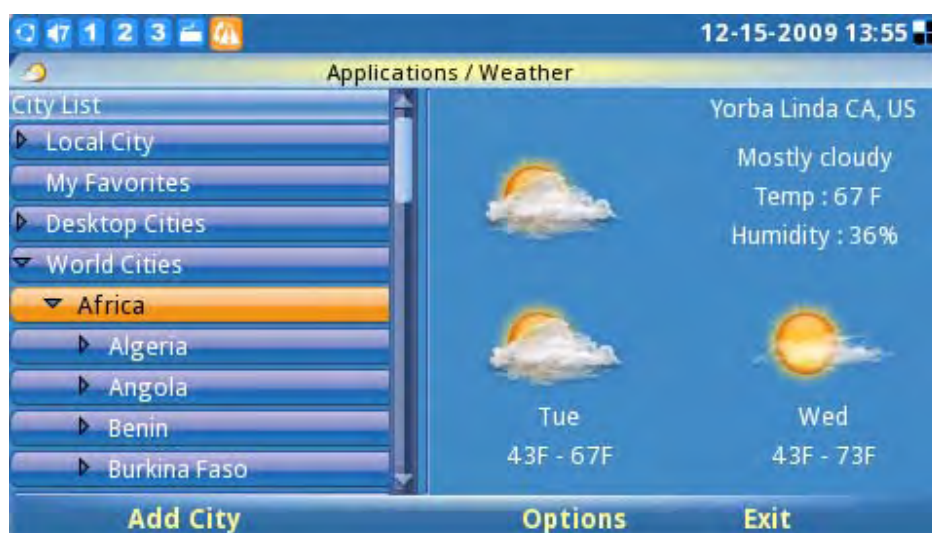 47 1 2 3 12-15-2009 13:55
Applications / Weather
City List
Local City
My Favorites
Desktop Cities
World Cities
Africa
Algeria
Angola
Benin
Burkina Faso
Yorba Linda CA, US
Mostly cloudy
Temp : 67 F
Humidity : 36%
Tue
43F - 67F
Wed
43F - 73F
Add City Options Exit